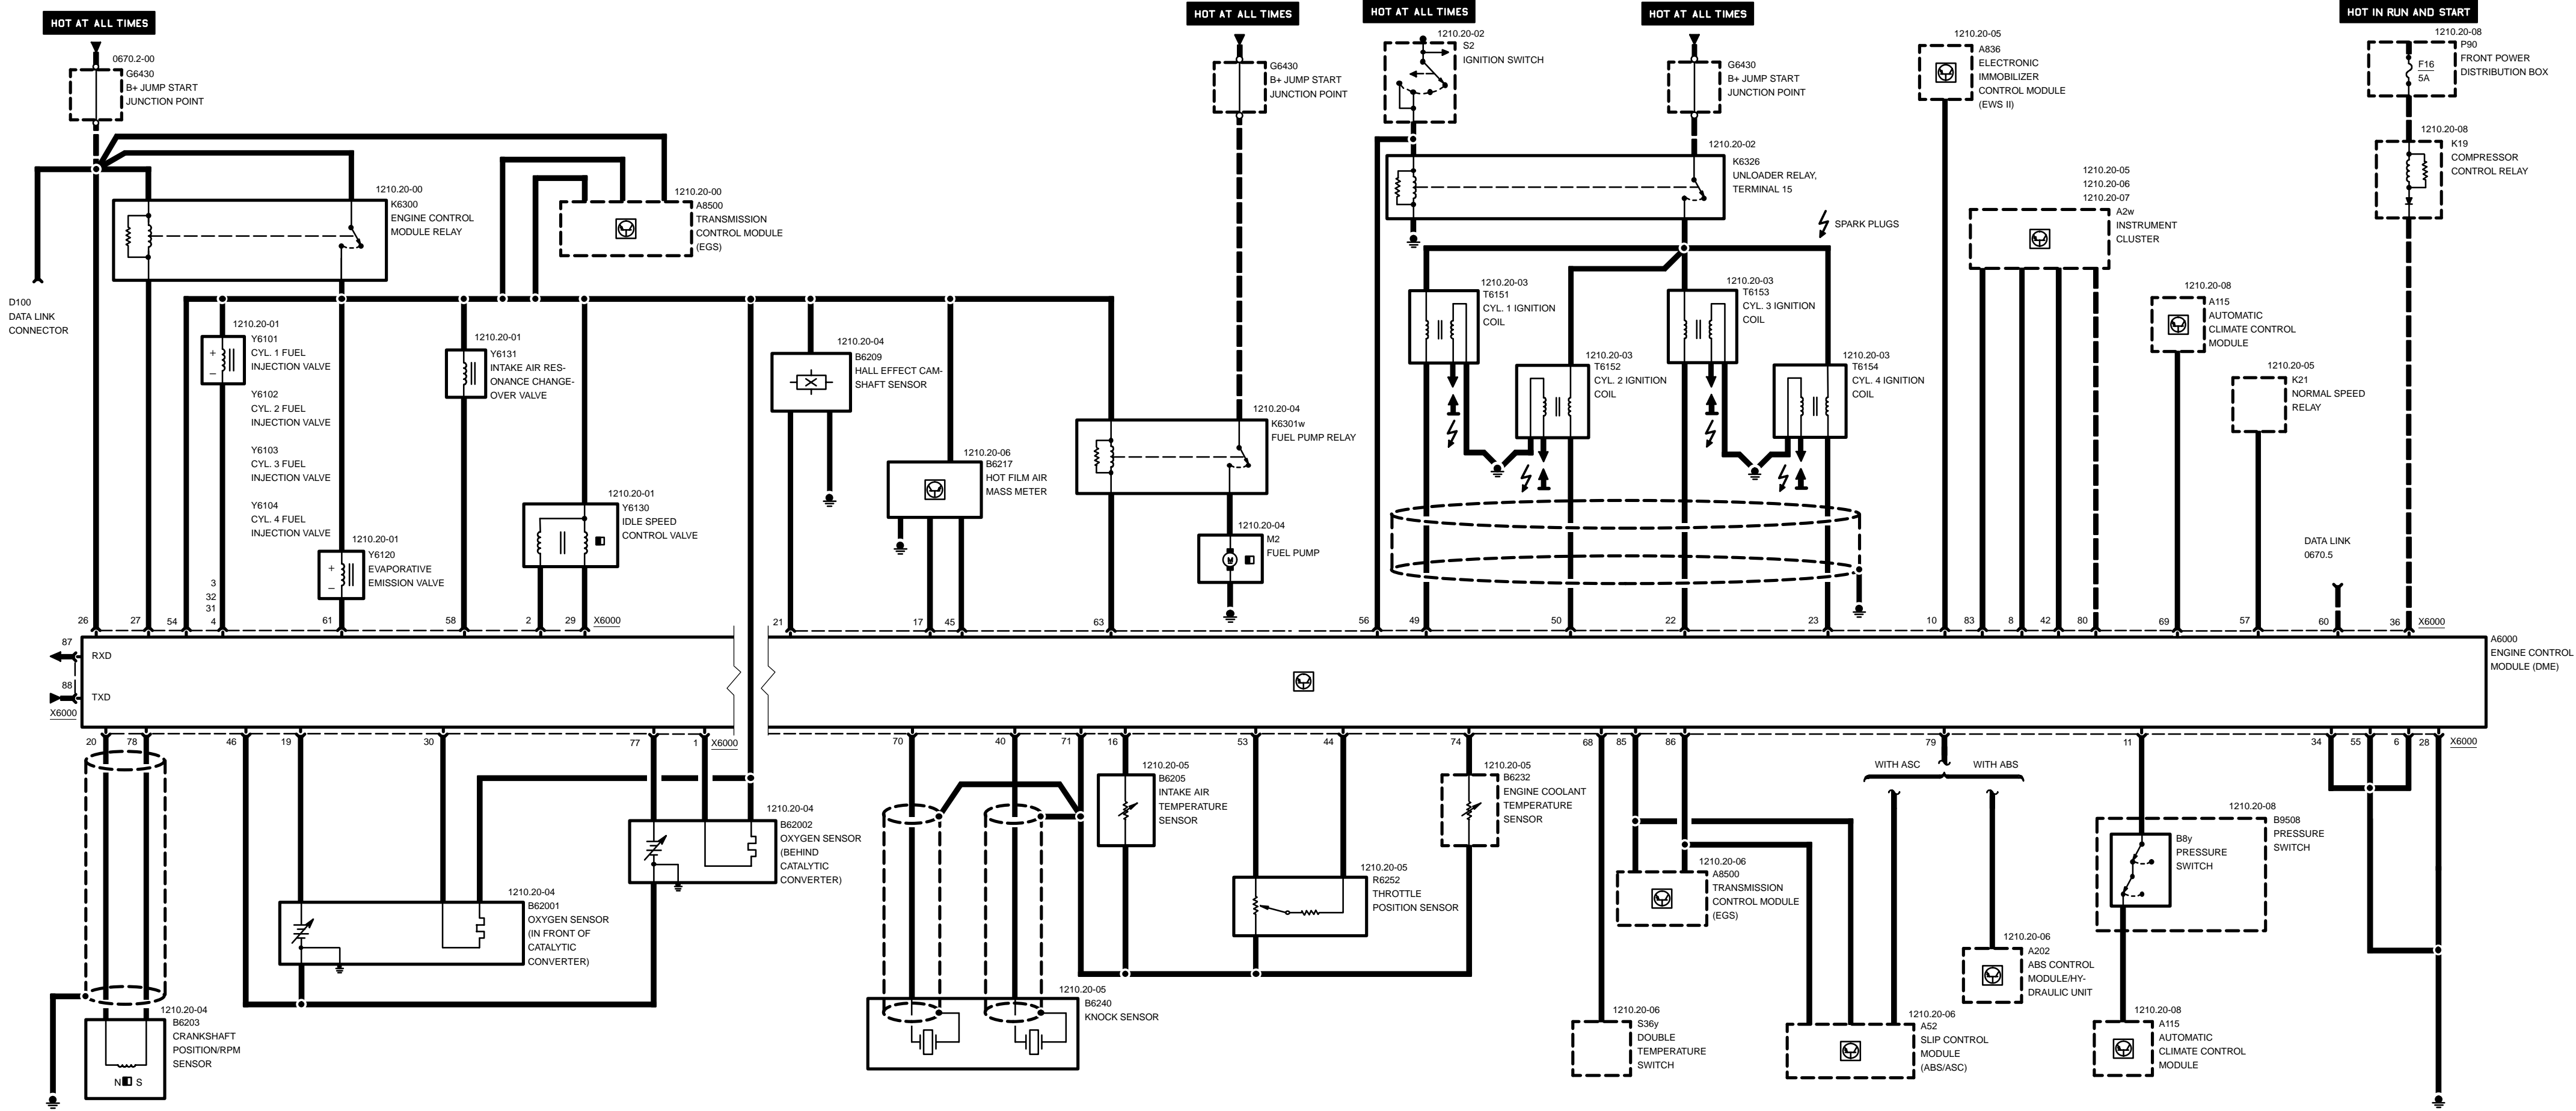 HOT AT ALL TIMES
0670.2-00
G6430
B+ JUMP START
JUNCTION POINT
HOT AT ALL TIMES
G6430
B+ JUMP START
JUNCTION POINT
HOT AT ALL TIMES
1210.20-02
S2
IGNITION SWITCH
HOT AT ALL TIMES
G6430
B+ JUMP START
JUNCTION POINT
1210.20-05
A836
ELECTRONIC
IMMOBILIZER
CONTROL MODULE
(EWS II)
HOT IN RUN AND START
1210.20-08
P90
FRONT POWER
DISTRIBUTION BOX
F16
5A
1210.20-08
K19
COMPRESSOR
CONTROL RELAY
1210.20-00
K6300
ENGINE CONTROL
MODULE RELAY
1210.20-00
A8500
TRANSMISSION
CONTROL MODULE
(EGS)
1210.20-02
K6326
UNLOADER RELAY,
TERMINAL 15
SPARK PLUGS
1210.20-05
1210.20-06
1210.20-07
A2w
INSTRUMENT
CLUSTER
D100
DATA LINK
CONNECTOR
1210.20-01
Y6101
CYL. 1 FUEL
INJECTION VALVE
Y6102
CYL. 2 FUEL
INJECTION VALVE
Y6103
CYL. 3 FUEL
INJECTION VALVE
Y6104
CYL. 4 FUEL
INJECTION VALVE
1210.20-01
Y6120
EVAPORATIVE
EMISSION VALVE
1210.20-01
Y6131
INTAKE AIR RES-
ONANCE CHANGE-
OVER VALVE
1210.20-01
Y6130
IDLE SPEED
CONTROL VALVE
1210.20-04
B6209
HALL EFFECT CAM-
SHAFT SENSOR
1210.20-06
B6217
HOT FILM AIR
MASS METER
1210.20-04
K6301w
FUEL PUMP RELAY
1210.20-04
M2
FUEL PUMP
M
1210.20-03
T6151
CYL. 1 IGNITION
COIL
1210.20-03
T6152
CYL. 2 IGNITION
COIL
1210.20-03
T6153
CYL. 3 IGNITION
COIL
1210.20-03
T6154
CYL. 4 IGNITION
COIL
1210.20-08
A115
AUTOMATIC
CLIMATE CONTROL
MODULE
1210.20-05
K21
NORMAL SPEED
RELAY
DATA LINK
0670.5
3
32
31
26 27 54 4 61 58 2 29 X6000 21 17 45 63 56 49 50 22 23 10 83 8 42 80 69 57 60 36 X6000
87
RXD
88
TXD
X6000
A6000
ENGINE CONTROL
MODULE (DME)
20 78 46 19 30 77 1 X6000 70 40 71 16 53 44 74 68 85 86 79 11 34 55 6 28 X6000
1210.20-04
B6203
CRANKSHAFT
POSITION/RPM
SENSOR
N S
1210.20-04
B62001
OXYGEN SENSOR
(IN FRONT OF
CATALYTIC
CONVERTER)
1210.20-04
B62002
OXYGEN SENSOR
(BEHIND
CATALYTIC
CONVERTER)
1210.20-05
B6240
KNOCK SENSOR
1210.20-05
B6205
INTAKE AIR
TEMPERATURE
SENSOR
1210.20-05
R6252
THROTTLE
POSITION SENSOR
1210.20-05
B6232
ENGINE COOLANT
TEMPERATURE
SENSOR
1210.20-06
S36y
DOUBLE
TEMPERATURE
SWITCH
1210.20-06
A8500
TRANSMISSION
CONTROL MODULE
(EGS)
WITH ASC
WITH ABS
1210.20-06
A52
SLIP CONTROL
MODULE
(ABS/ASC)
1210.20-06
A202
ABS CONTROL
MODULE/HY-
DRAULIC UNIT
1210.20-08
B9508
PRESSURE
SWITCH
B8y
PRESSURE
SWITCH
1210.20-08
A115
AUTOMATIC
CLIMATE CONTROL
MODULE